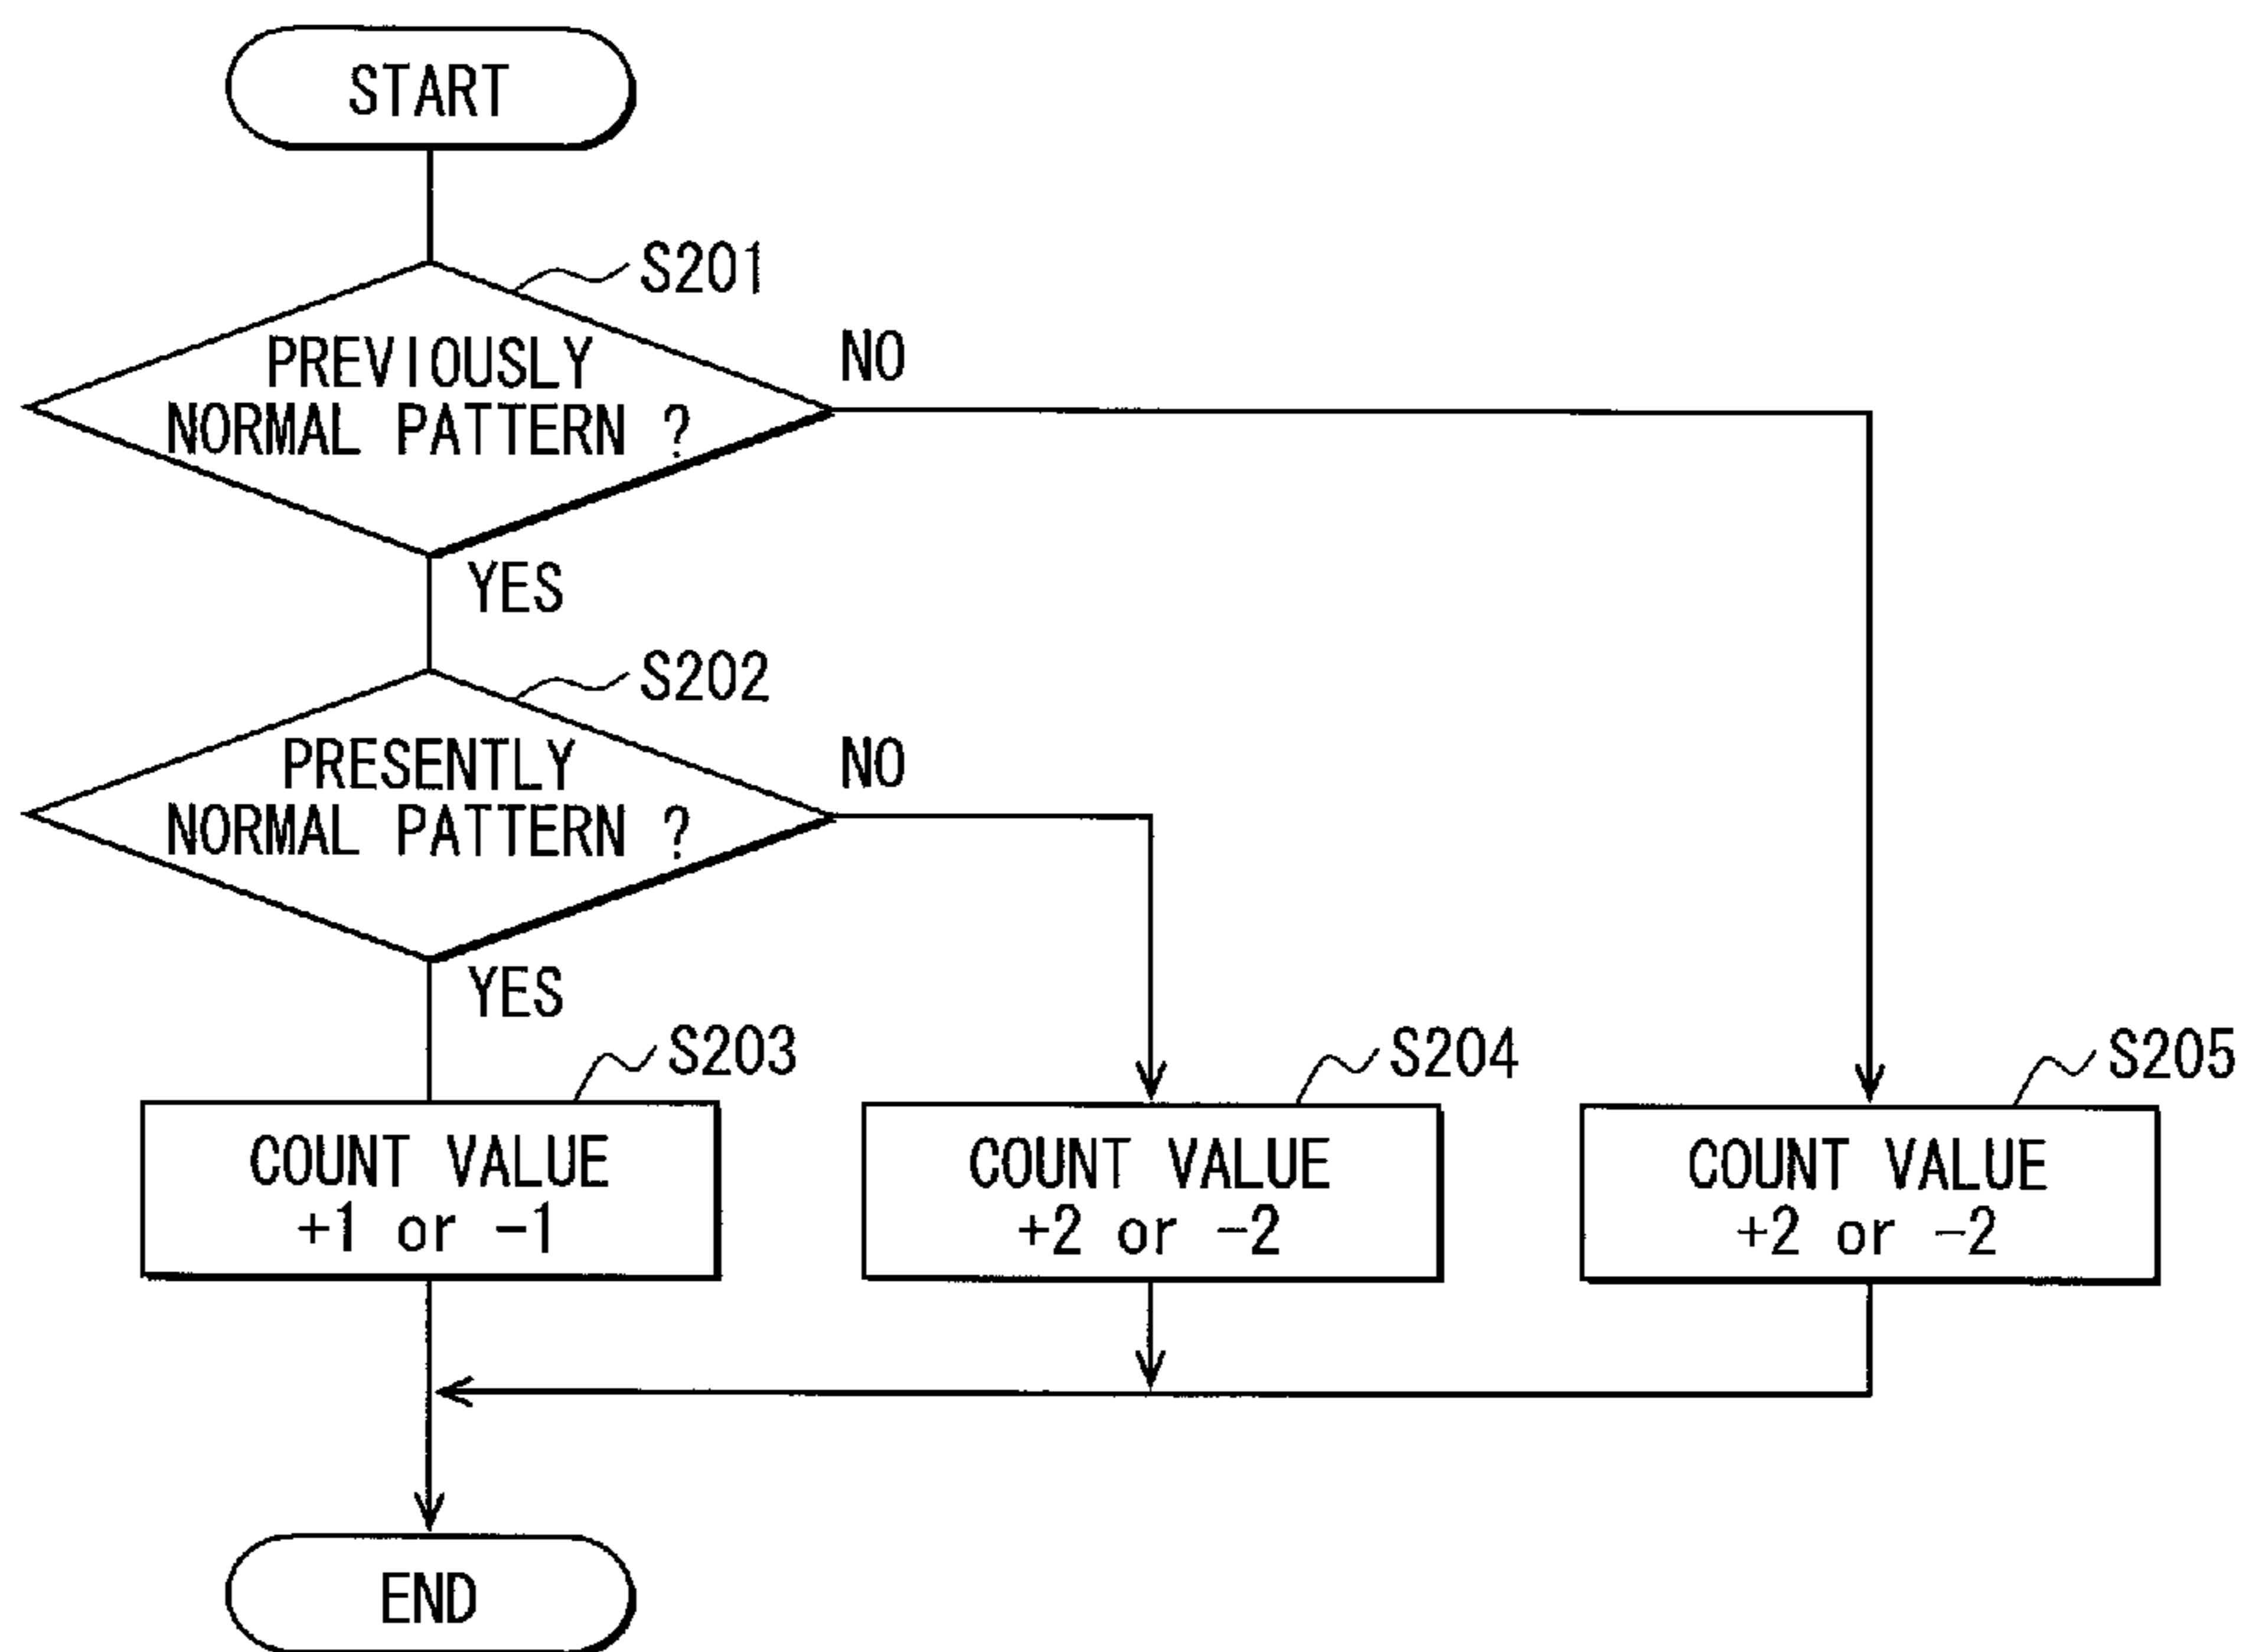 START
S201
PREVIOUSLY
NORMAL PATTERN ?
NO
YES
S202
PRESENTLY
NORMAL PATTERN ?
NO
YES
S203
COUNT VALUE
+1 or -1
S204
COUNT VALUE
+2 or -2
S205
COUNT VALUE
+2 or -2
END